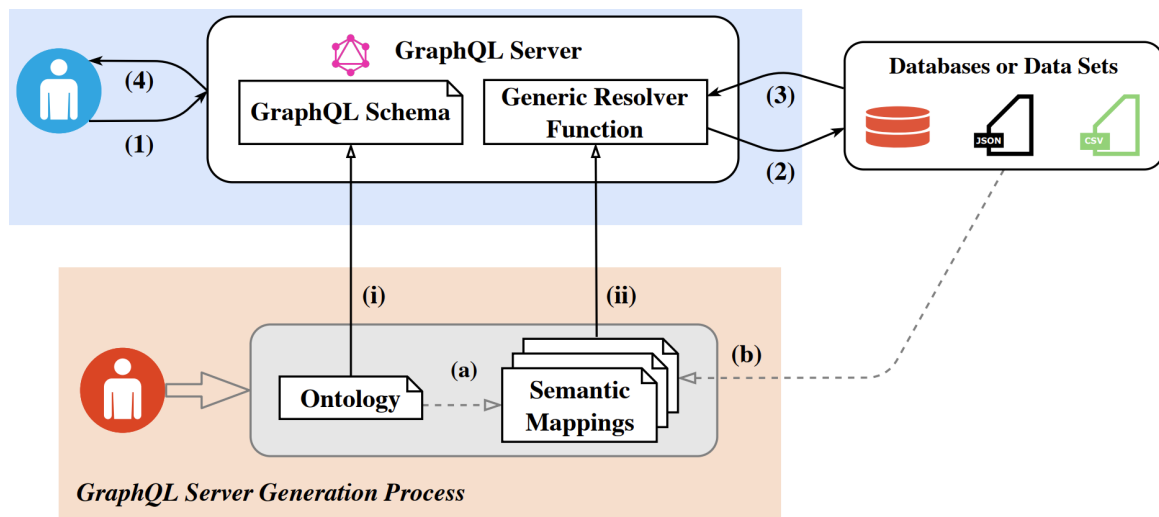 GraphQL Server
Databases or Data Sets
(4)
GraphQL Schema
Generic Resolver
Function
(3)
(1)
(2)
JSON
CSV
(i)
(ii)
(a)
(b)
Ontology
Semantic
Mappings
GraphQL Server Generation Process